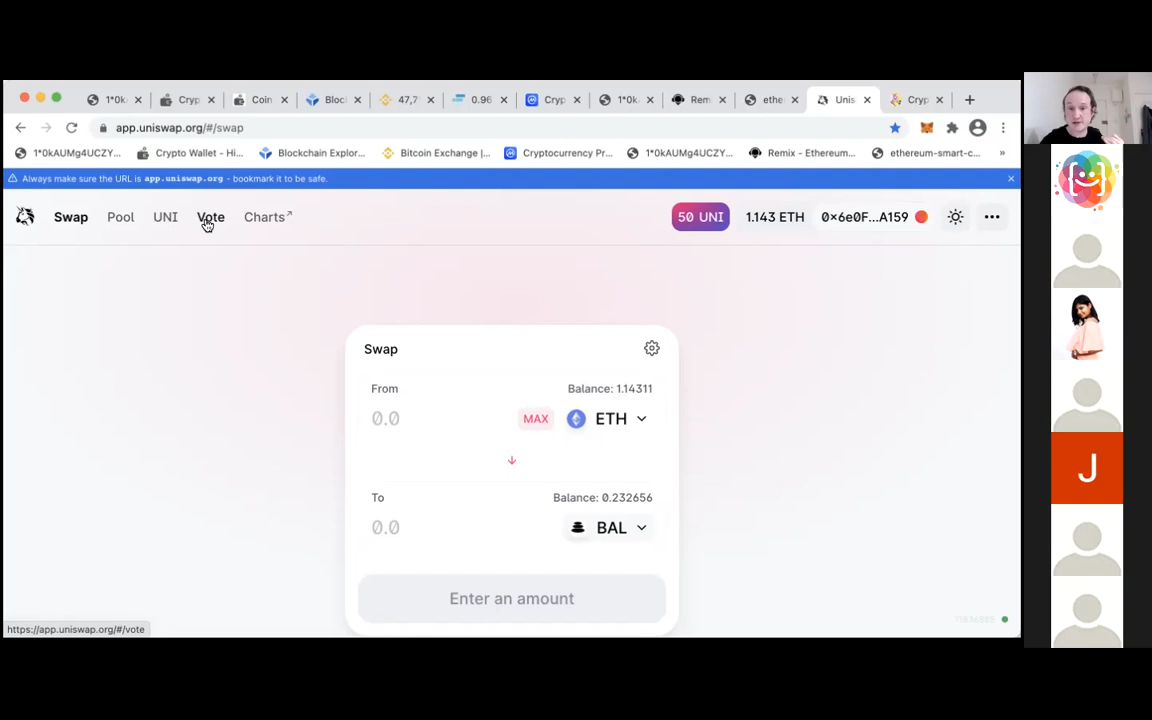 1*0k Cryp Coin Bloc 47,7 0.96 Cryp 1*0k Rem ethe Unis Cryp
app.uniswap.org/#/swap
1*0kAUMg4UCZY... Crypto Wallet - Hi... Blockchain Explor... Bitcoin Exchange |... Cryptocurrency Pr... 1*0kAUMg4UCZY... Remix - Ethereum... ethereum-smart-c... »
Always make sure the URL is app.uniswap.org - bookmark it to be safe.
Swap Pool UNI Vote Charts↗ 50 UNI 1.143 ETH 0x6e0F...A159
Swap
From Balance: 1.14311
0.0 MAX ETH
To Balance: 0.232656
0.0 BAL
Enter an amount
https://app.uniswap.org/#/vote
J